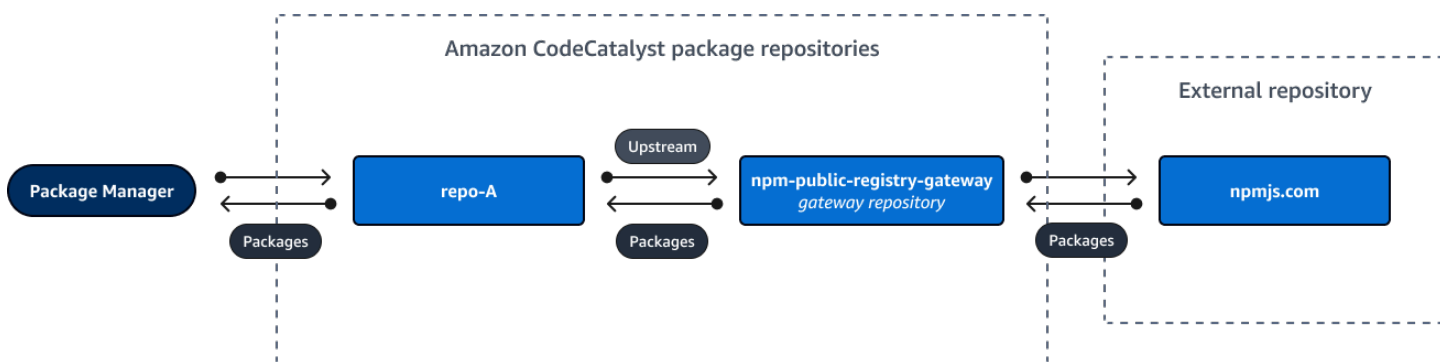 Amazon CodeCatalyst package repositories
External repository
Upstream
Package Manager
repo-A
npm-public-registry-gateway
gateway repository
npmjs.com
Packages
Packages
Packages